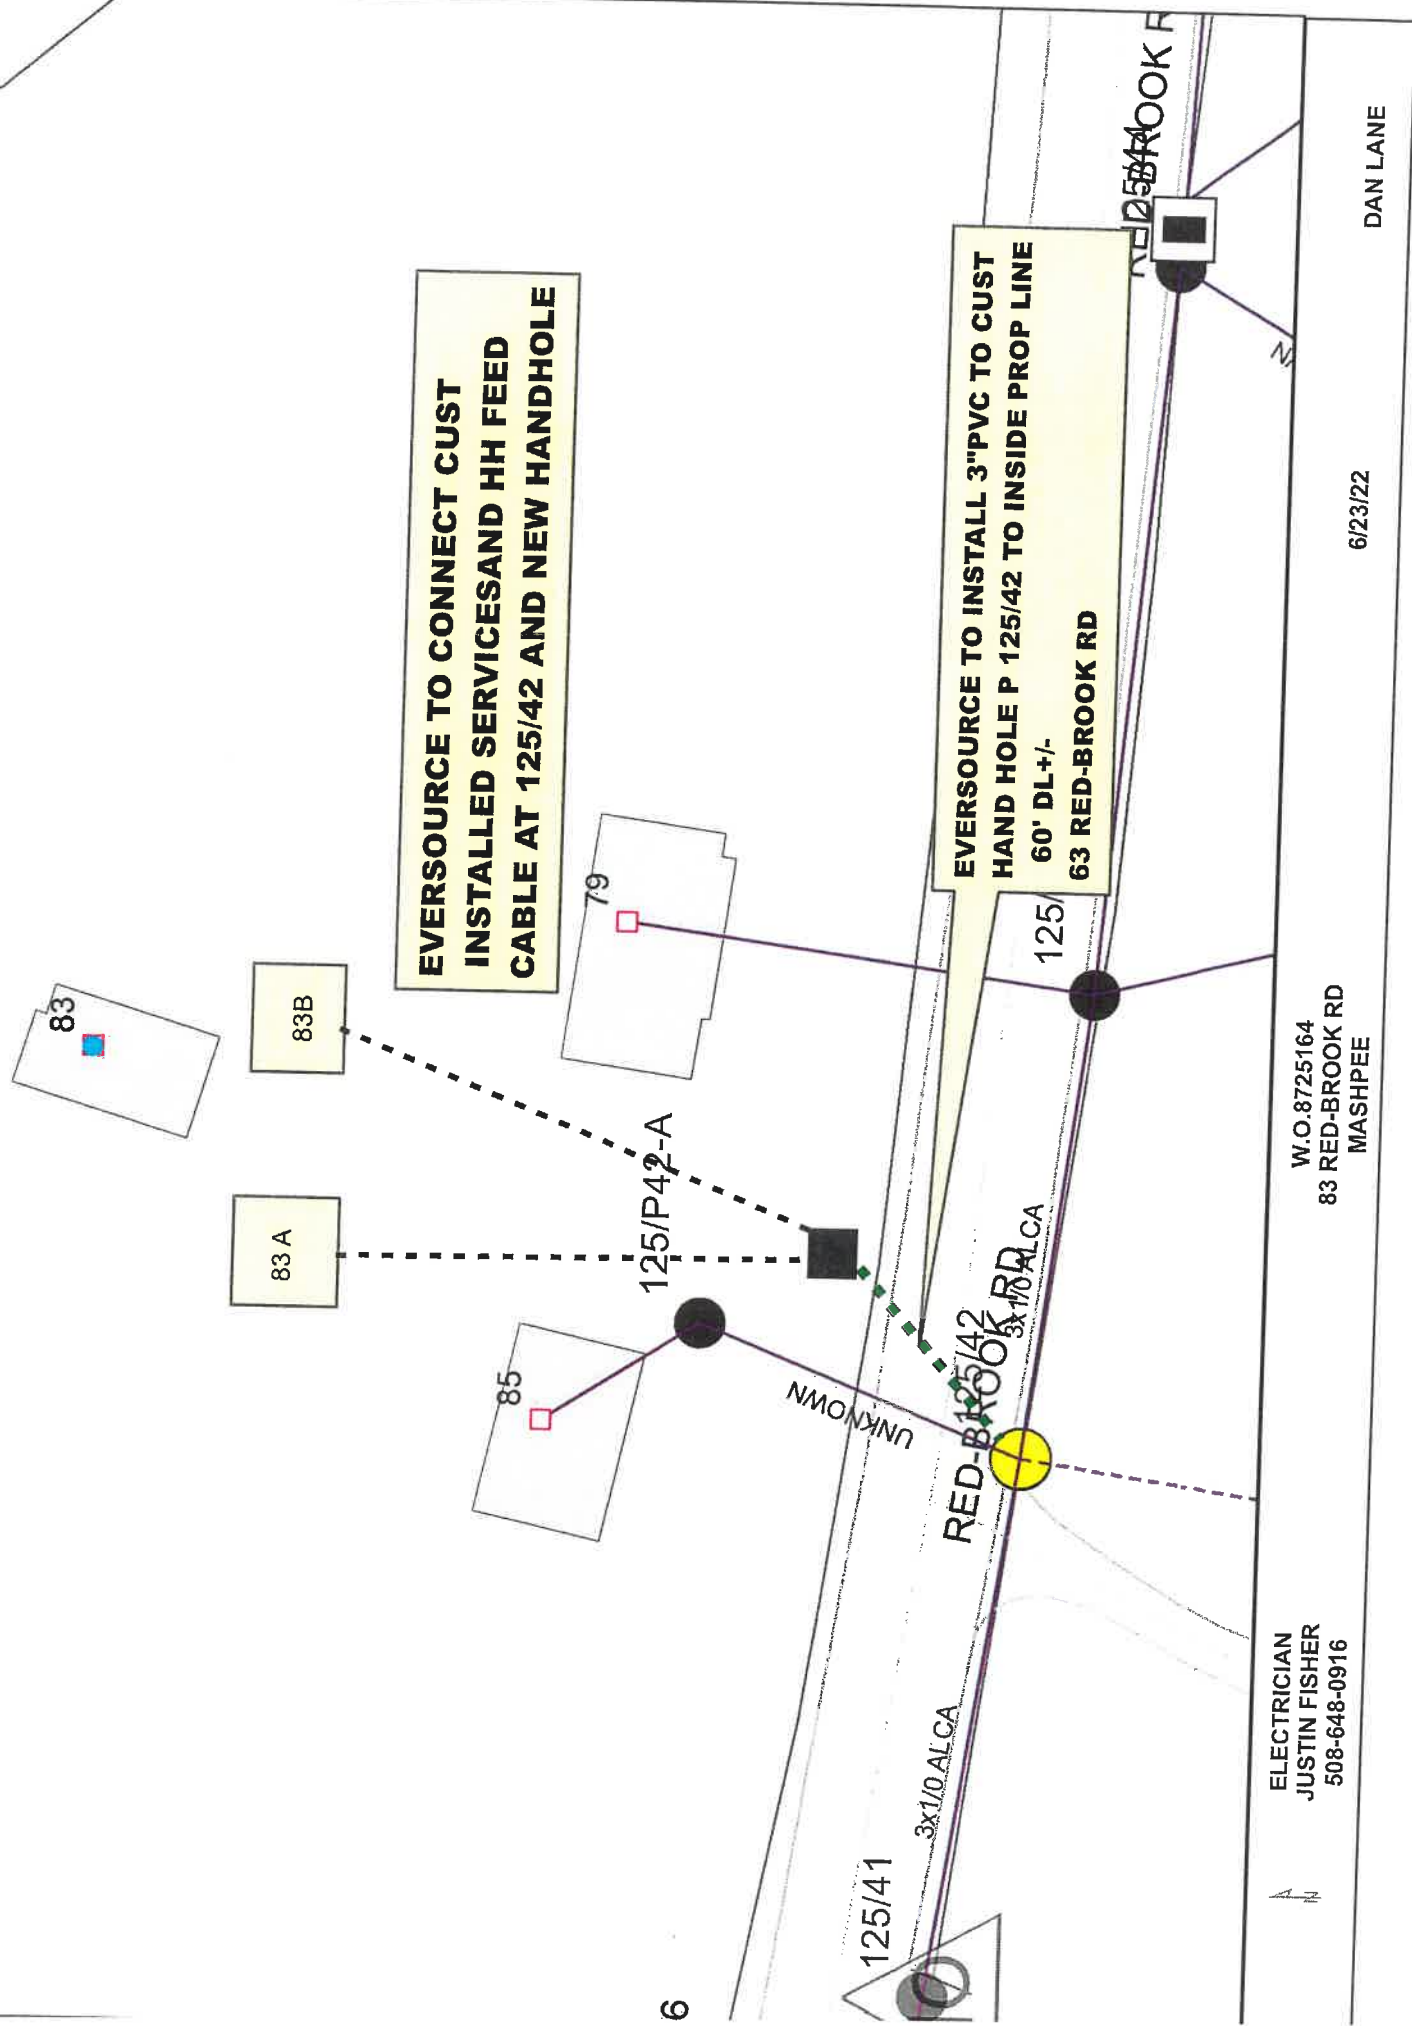 83
83B
83 A
EVERSOURCE TO CONNECT CUST
INSTALLED SERVICESAND HH FEED
CABLE AT 125/42 AND NEW HANDHOLE
79
125/P42-A
85
UNKNOWN
EVERSOURCE TO INSTALL 3"PVC TO CUST
HAND HOLE P 125/42 TO INSIDE PROP LINE
60' DL+/-
63 RED-BROOK RD
125/
125/44
RED-BROOK R
125/42
RED-BROOK RD
3x1/0 ALCA
3x1/0 ALCA
125/41
6
ELECTRICIAN
JUSTIN FISHER
508-648-0916
W.O.8725164
83 RED-BROOK RD
MASHPEE
6/23/22
DAN LANE
N